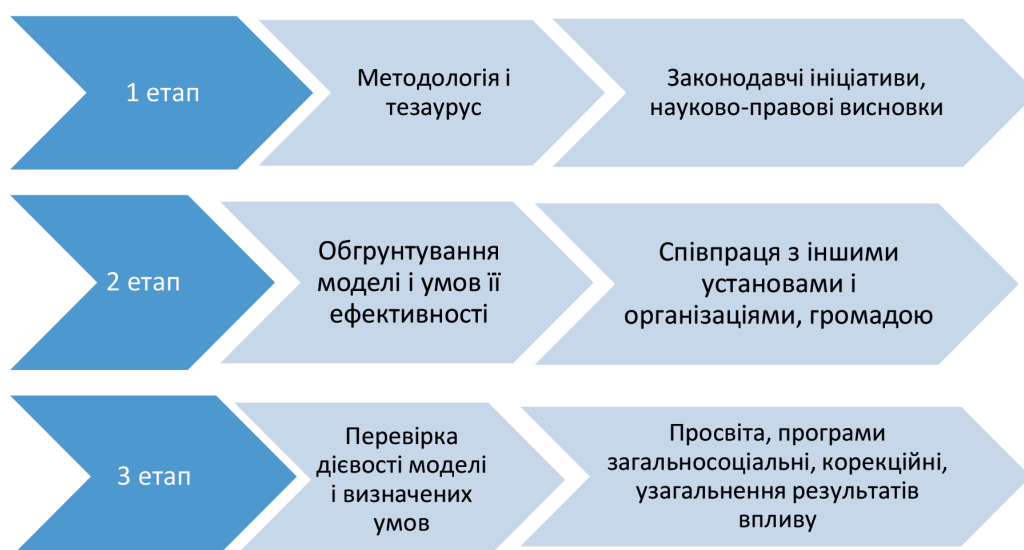 1 етап
Методологія і
тезаурус
Законодавчі ініціативи,
науково-правові висновки
2 етап
Обгрунтування
моделі і умов її
ефективності
Співпраця з іншими
установами і
організаціями, громадою
3 етап
Перевірка
дієвості моделі
і визначених
умов
Просвіта, програми
загальносоціальні, корекційні,
узагальнення результатів
впливу